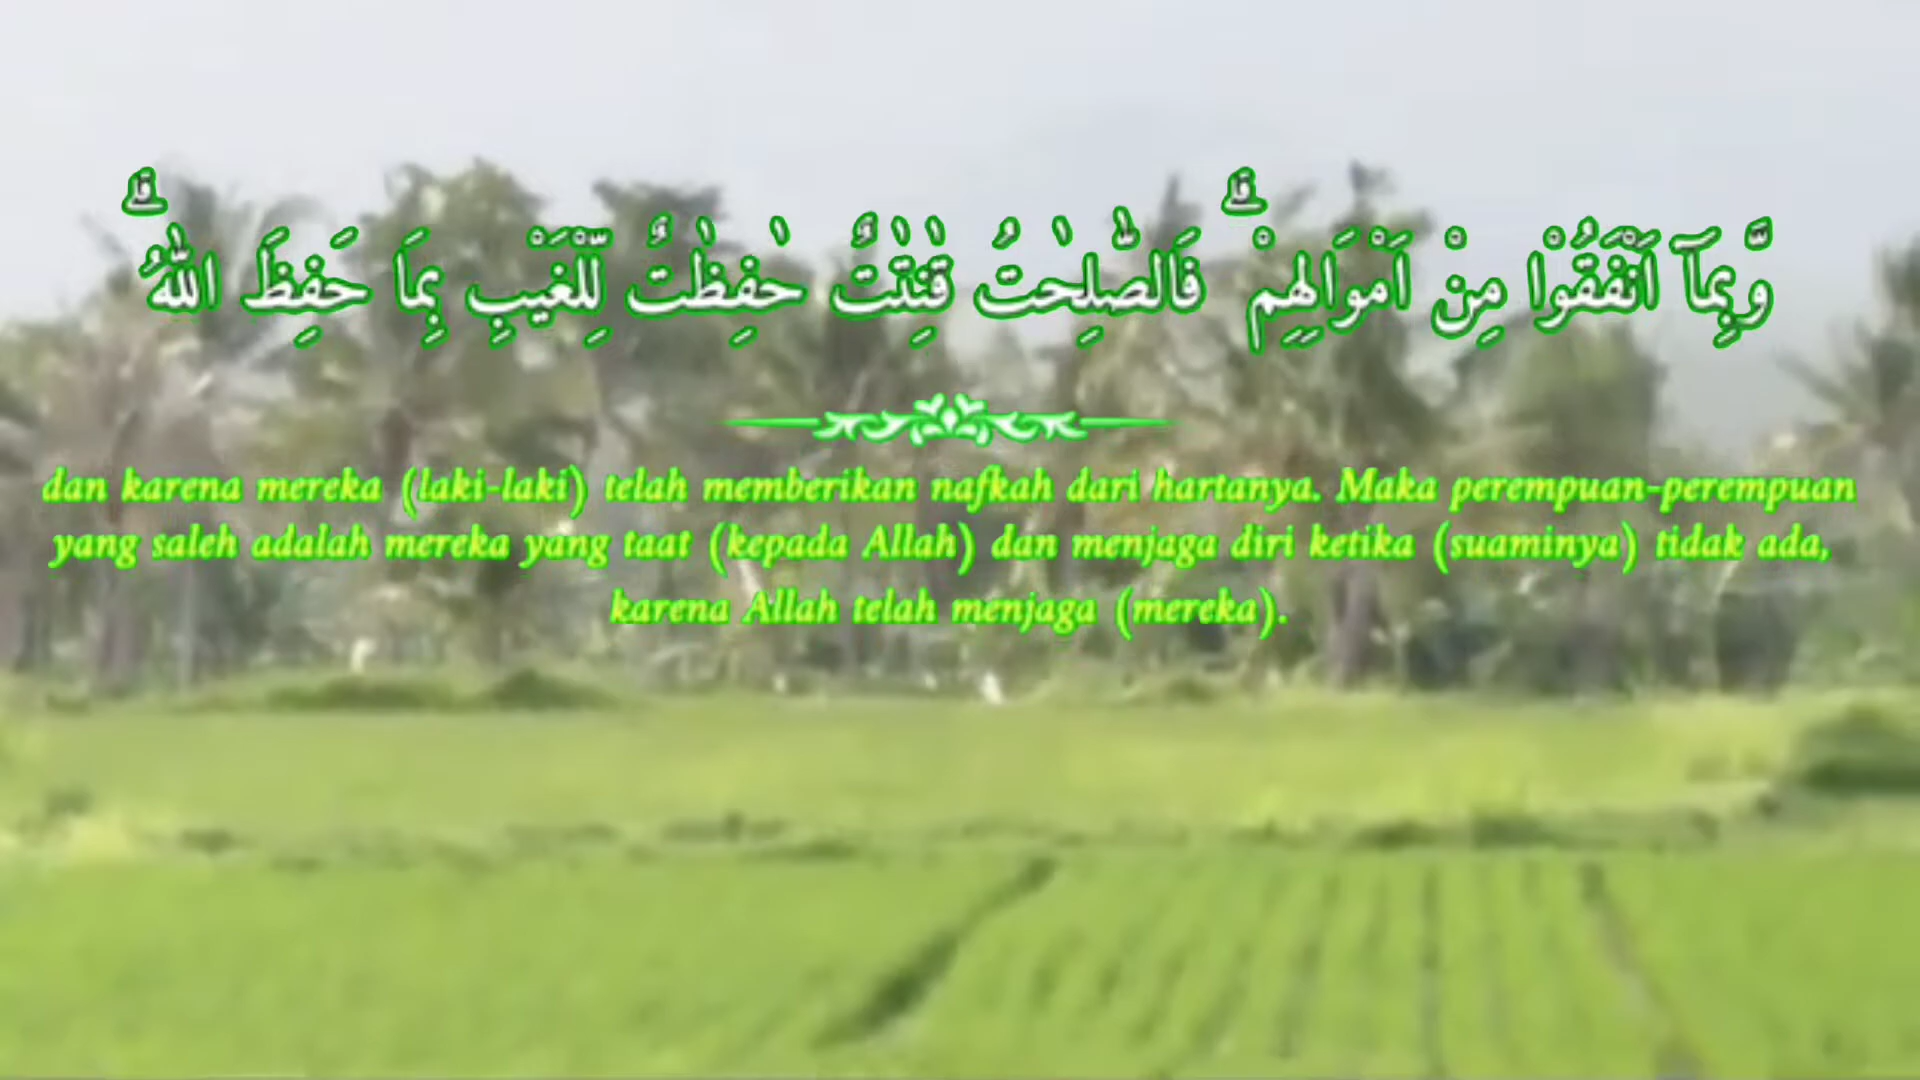 وَّبِمَآ اَنْفَقُوْا مِنْ اَمْوَالِهِمْ ۗ فَالصّٰلِحٰتُ قٰنِتٰتٌ حٰفِظٰتٌ لِّلْغَيْبِ بِمَا حَفِظَ اللّٰهُ ۗ
dan karena mereka (laki-laki) telah memberikan nafkah dari hartanya. Maka perempuan-perempuan
yang saleh adalah mereka yang taat (kepada Allah) dan menjaga diri ketika (suaminya) tidak ada,
karena Allah telah menjaga (mereka).